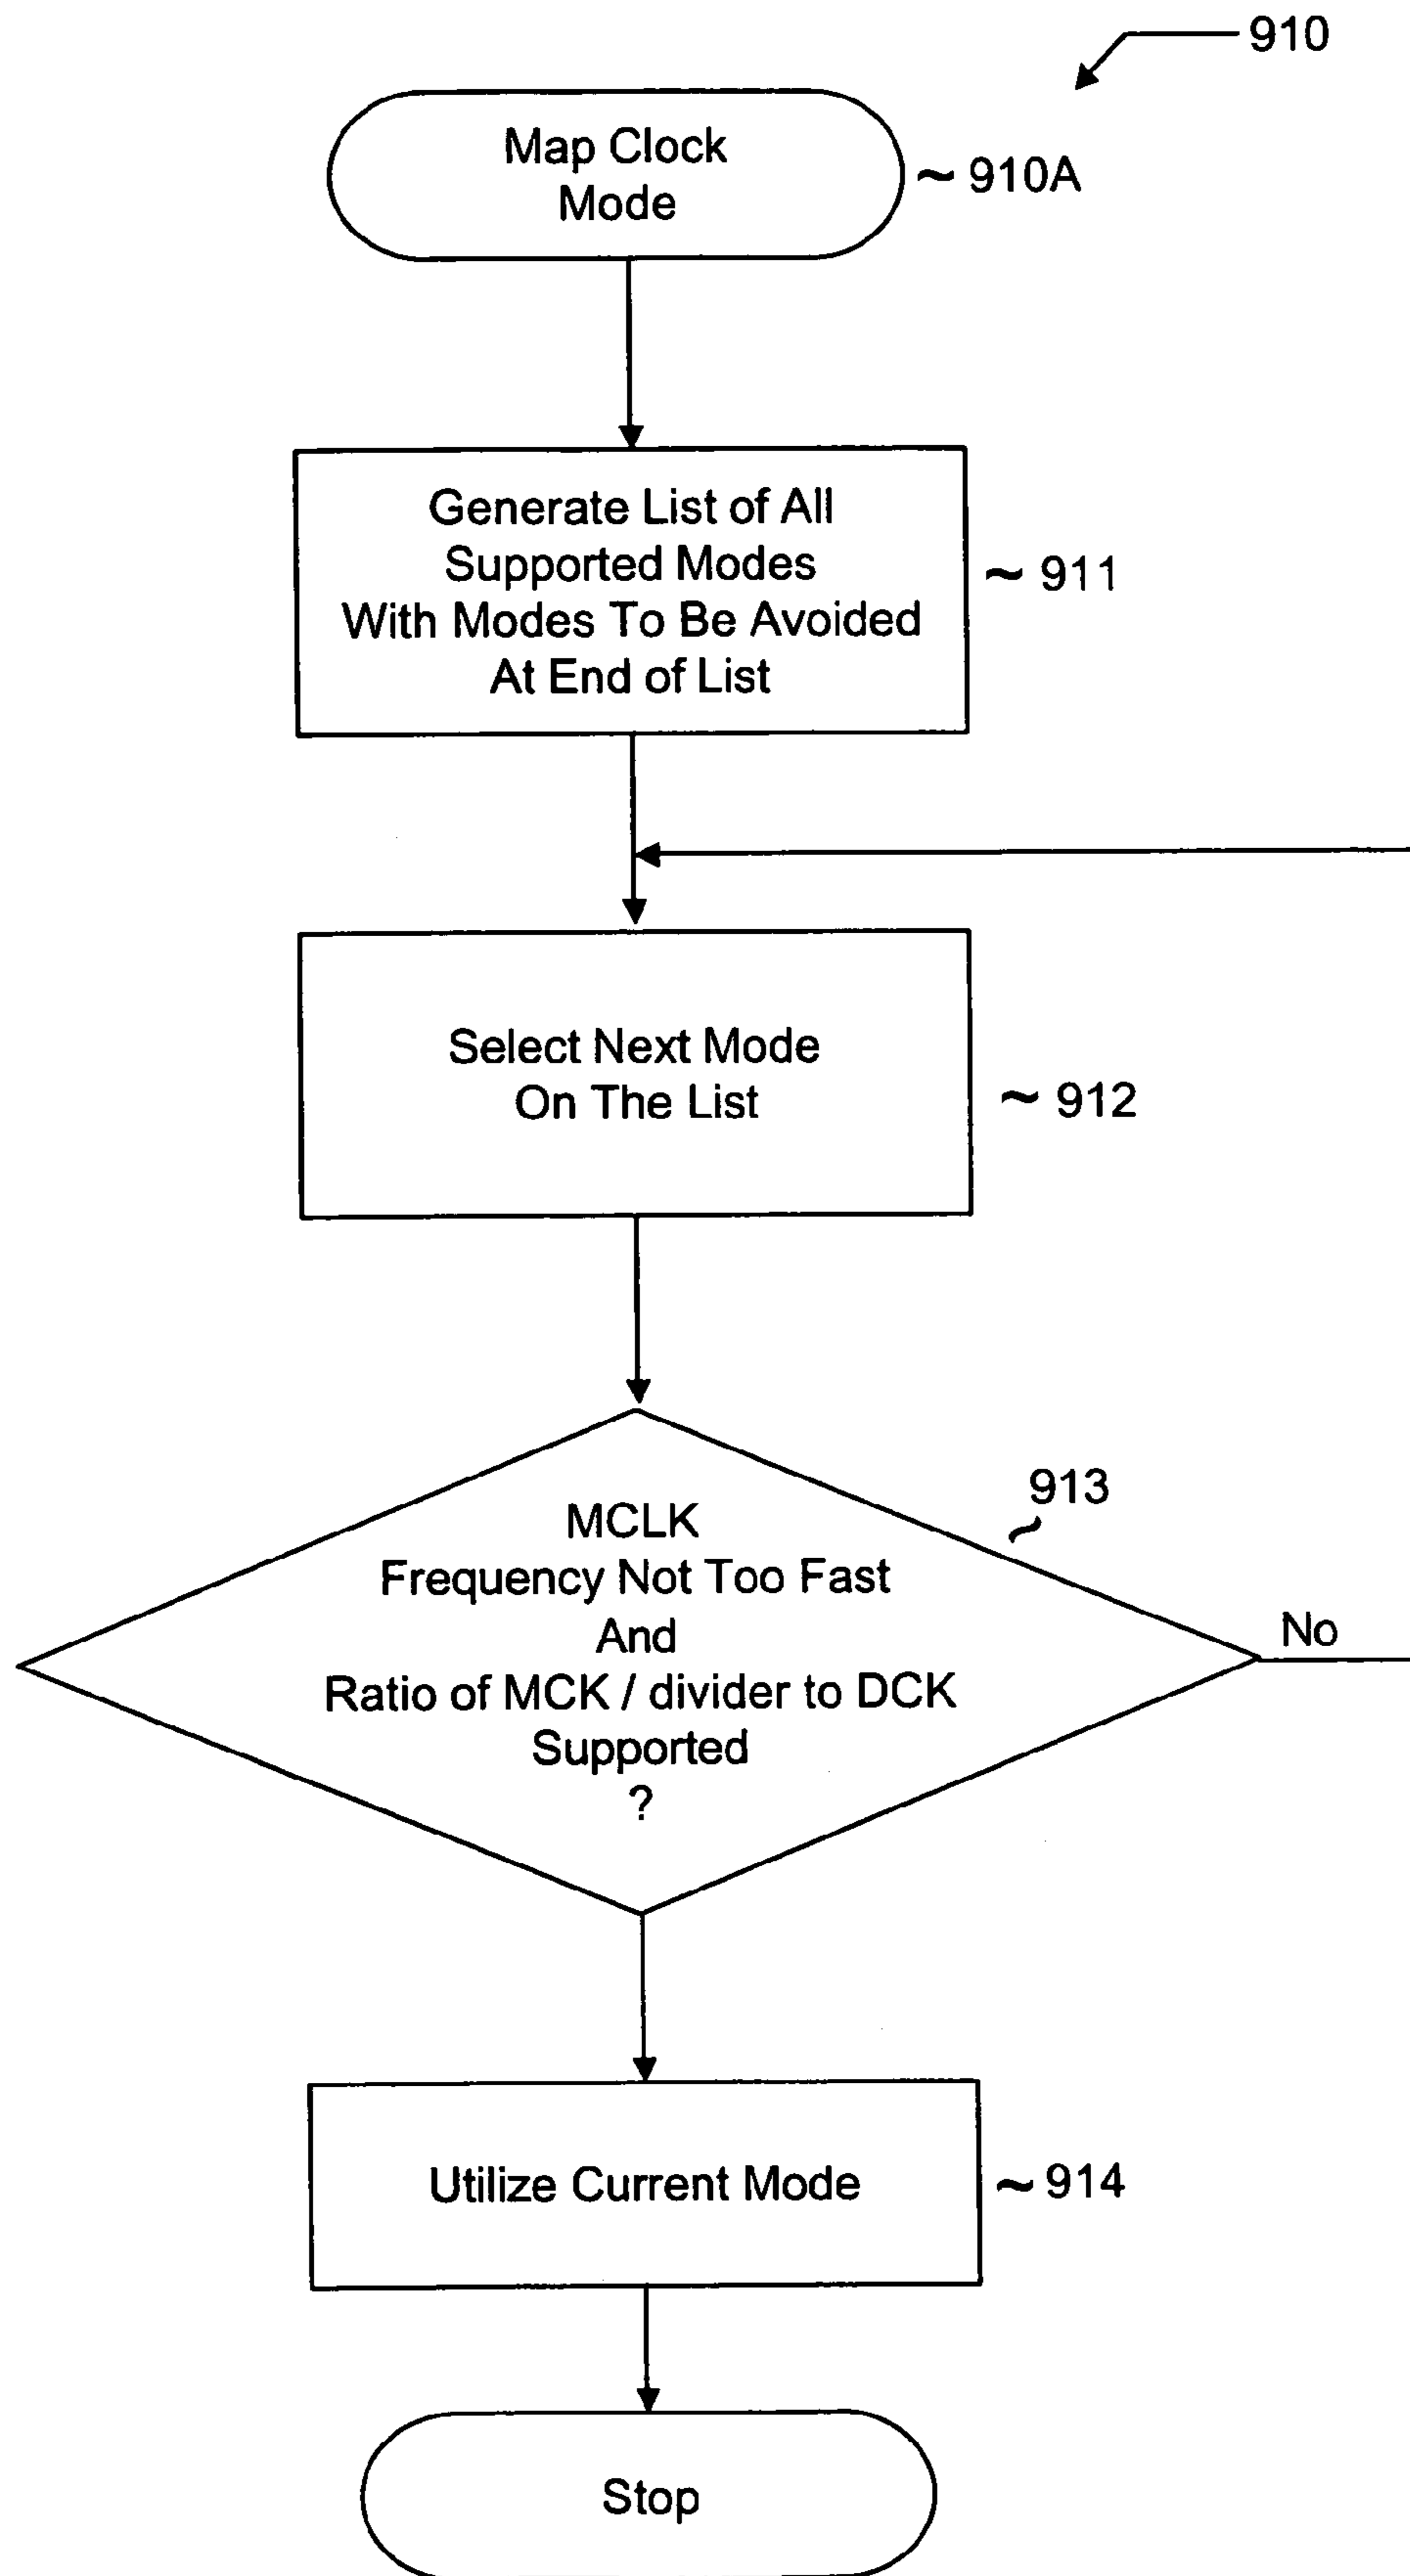 910
Map Clock
Mode
~ 910A
Generate List of All
Supported Modes
With Modes To Be Avoided
At End of List
~ 911
Select Next Mode
On The List
~ 912
913
~
MCLK
Frequency Not Too Fast
And
Ratio of MCK / divider to DCK
Supported
?
No
Utilize Current Mode
~ 914
Stop